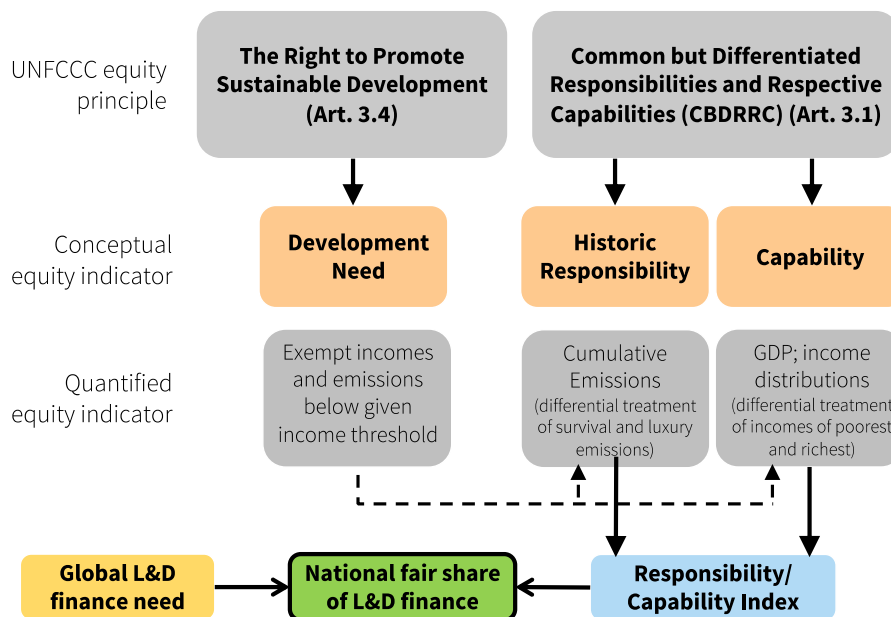 UNFCCC equity
principle
The Right to Promote
Sustainable Development
(Art. 3.4)
Common but Differentiated
Responsibilities and Respective
Capabilities (CBDRRC) (Art. 3.1)
Conceptual
equity indicator
Development
Need
Historic
Responsibility
Capability
Quantified
equity indicator
Exempt incomes
and emissions
below given
income threshold
Cumulative
Emissions
(differential treatment
of survival and luxury
emissions)
GDP; income
distributions
(differential treatment
of incomes of poorest
and richest)
Global L&D
finance need
National fair share
of L&D finance
Responsibility/
Capability Index